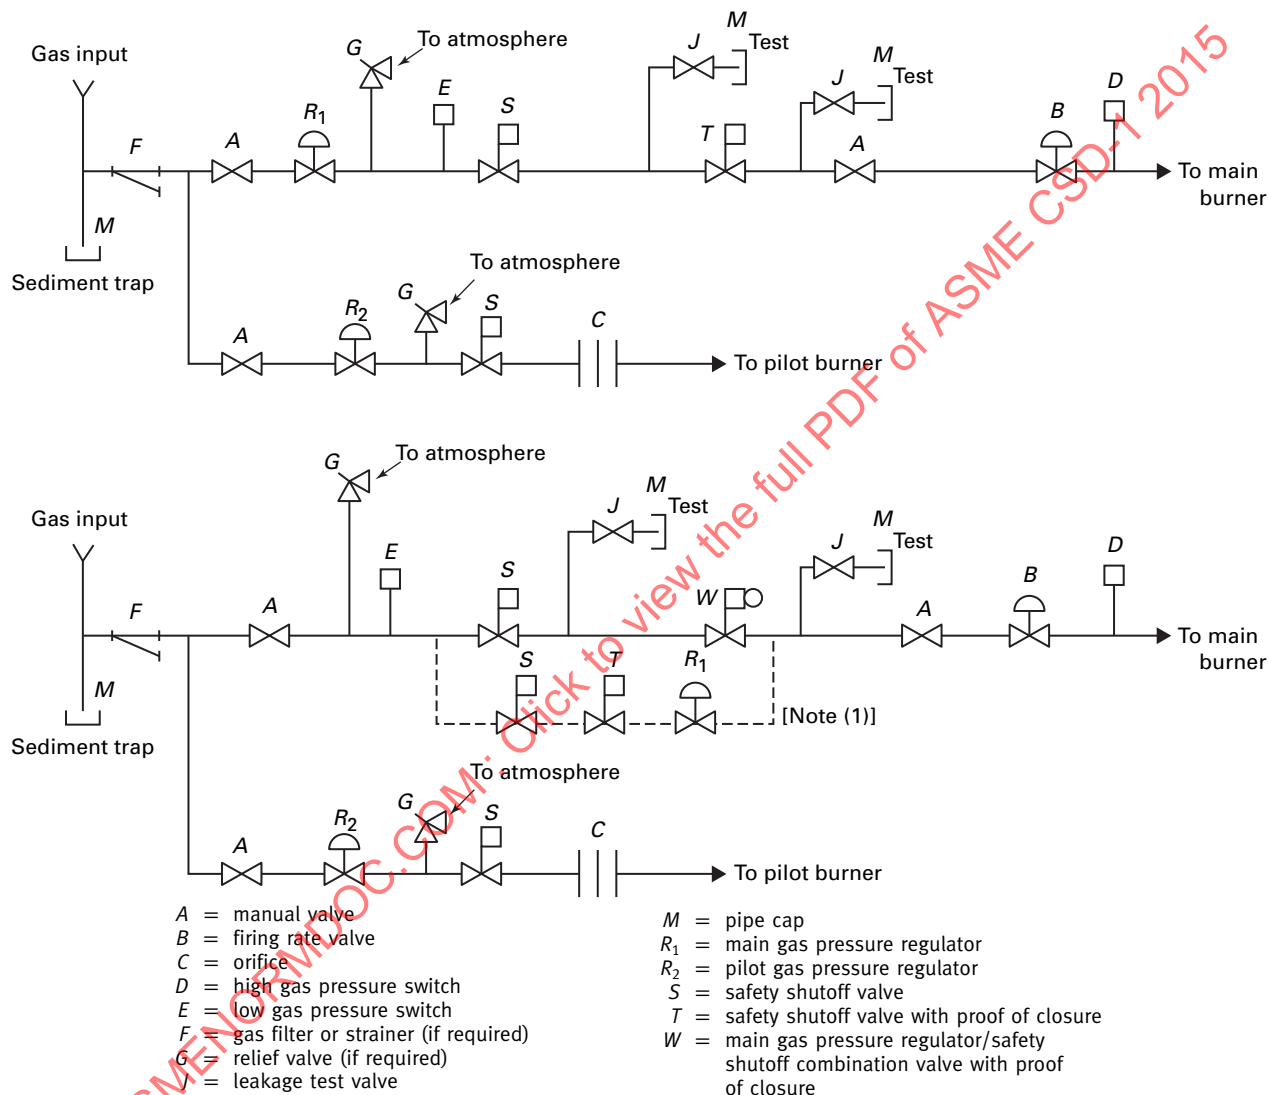 Gas input
G
To atmosphere
M
J
Test
M
J
Test
D
E
S
R1
B
F
A
T
A
To main
burner
M
Sediment trap
To atmosphere
G
S
R2
C
A
To pilot burner
G
To atmosphere
M
J
Test
M
J
Test
Gas input
E
S
W
D
B
F
A
A
To main
burner
S
T
R1
[Note (1)]
M
Sediment trap
To atmosphere
G
S
R2
C
A
To pilot burner
A = manual valve
B = firing rate valve
C = orifice
D = high gas pressure switch
E = low gas pressure switch
F = gas filter or strainer (if required)
G = relief valve (if required)
J = leakage test valve
M = pipe cap
R1 = main gas pressure regulator
R2 = pilot gas pressure regulator
S = safety shutoff valve
T = safety shutoff valve with proof of closure
W = main gas pressure regulator/safety
shutoff combination valve with proof
of closure
SMENORMDOC.COM : Click to view the full PDF of ASME CSD-1 2015